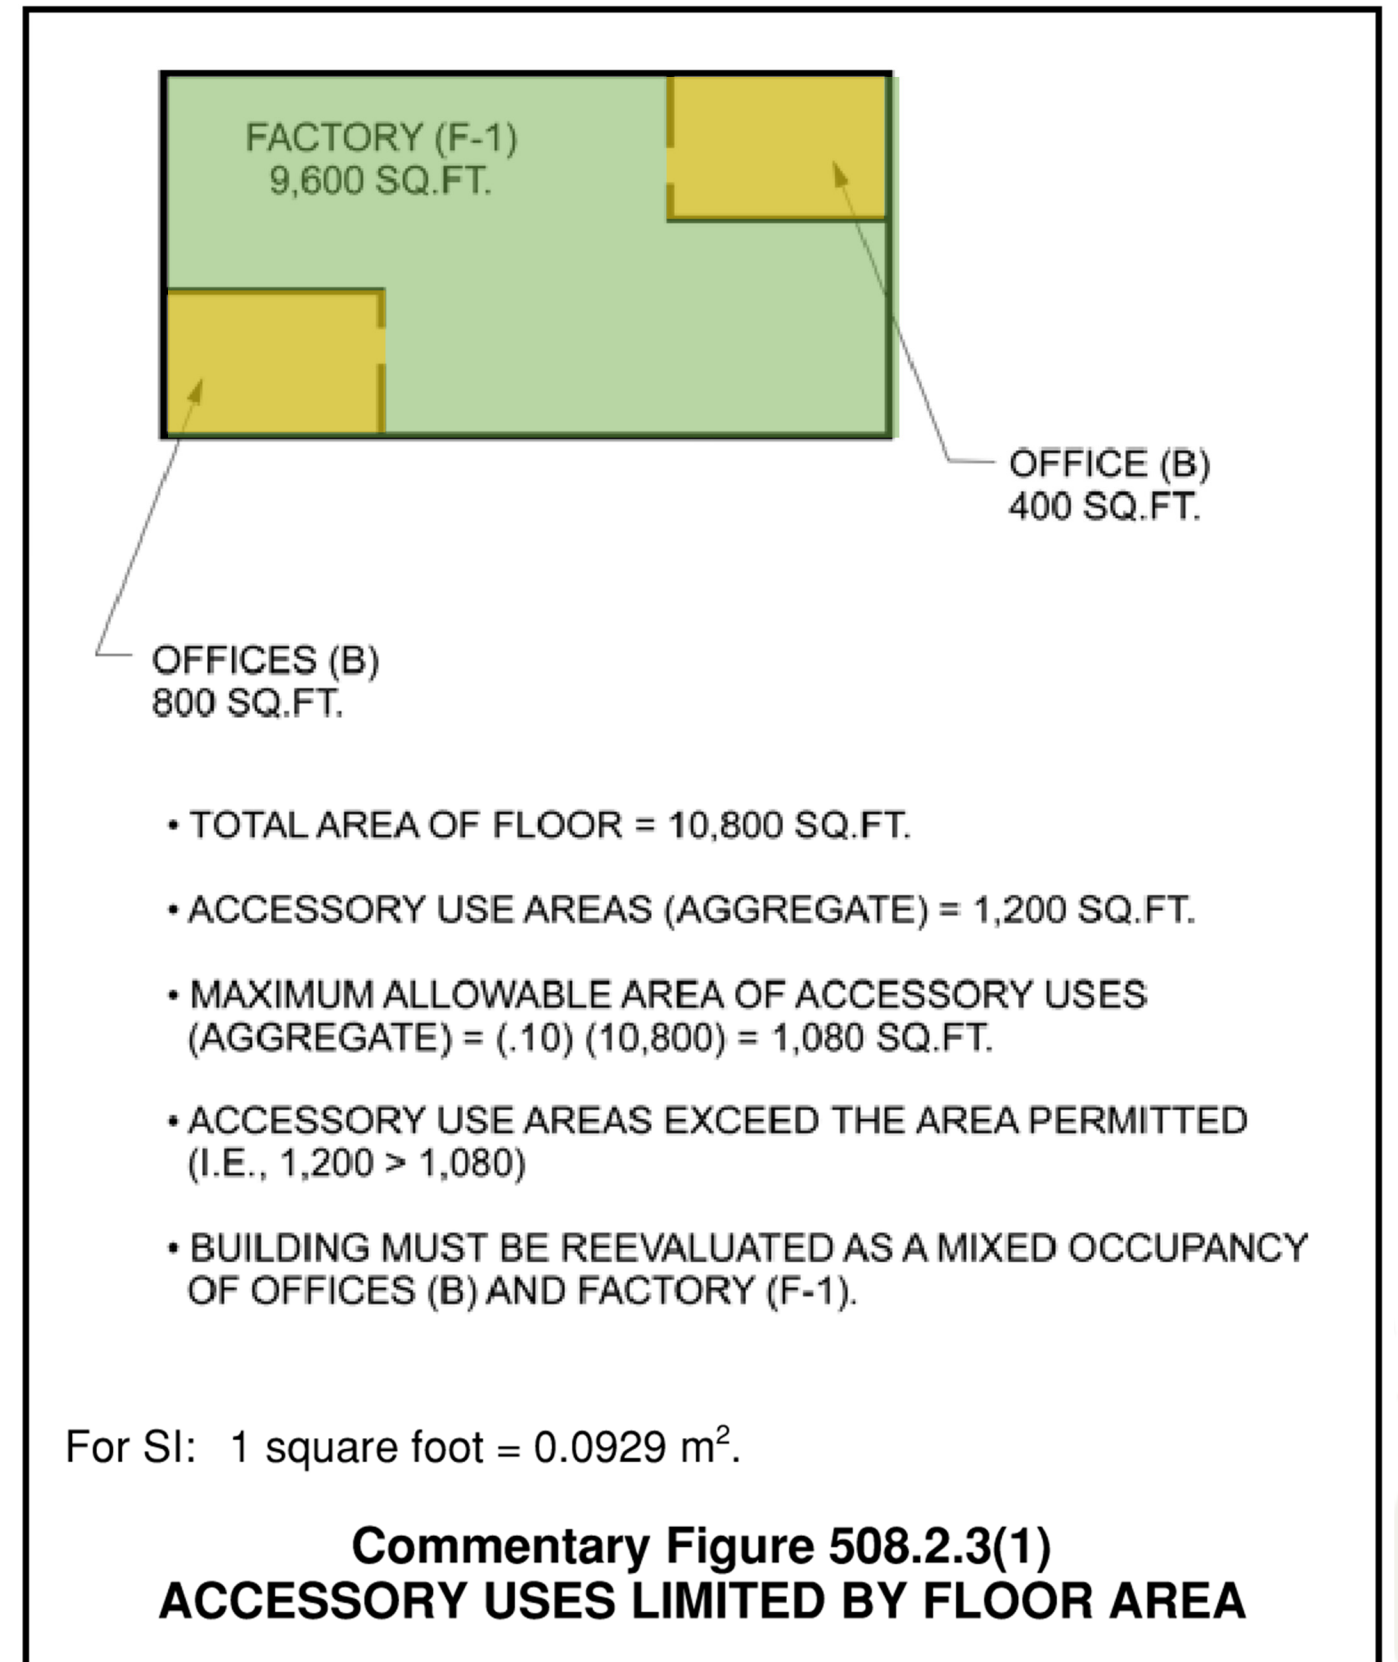 FACTORY (F-1)
9,600 SQ.FT.
OFFICE (B)
400 SQ.FT.
OFFICES (B)
800 SQ.FT.
• TOTAL AREA OF FLOOR = 10,800 SQ.FT.
• ACCESSORY USE AREAS (AGGREGATE) = 1,200 SQ.FT.
• MAXIMUM ALLOWABLE AREA OF ACCESSORY USES
(AGGREGATE) = (.10) (10,800) = 1,080 SQ.FT.
• ACCESSORY USE AREAS EXCEED THE AREA PERMITTED
(I.E., 1,200 > 1,080)
• BUILDING MUST BE REEVALUATED AS A MIXED OCCUPANCY
OF OFFICES (B) AND FACTORY (F-1).
For SI: 1 square foot = 0.0929 m².
Commentary Figure 508.2.3(1)
ACCESSORY USES LIMITED BY FLOOR AREA